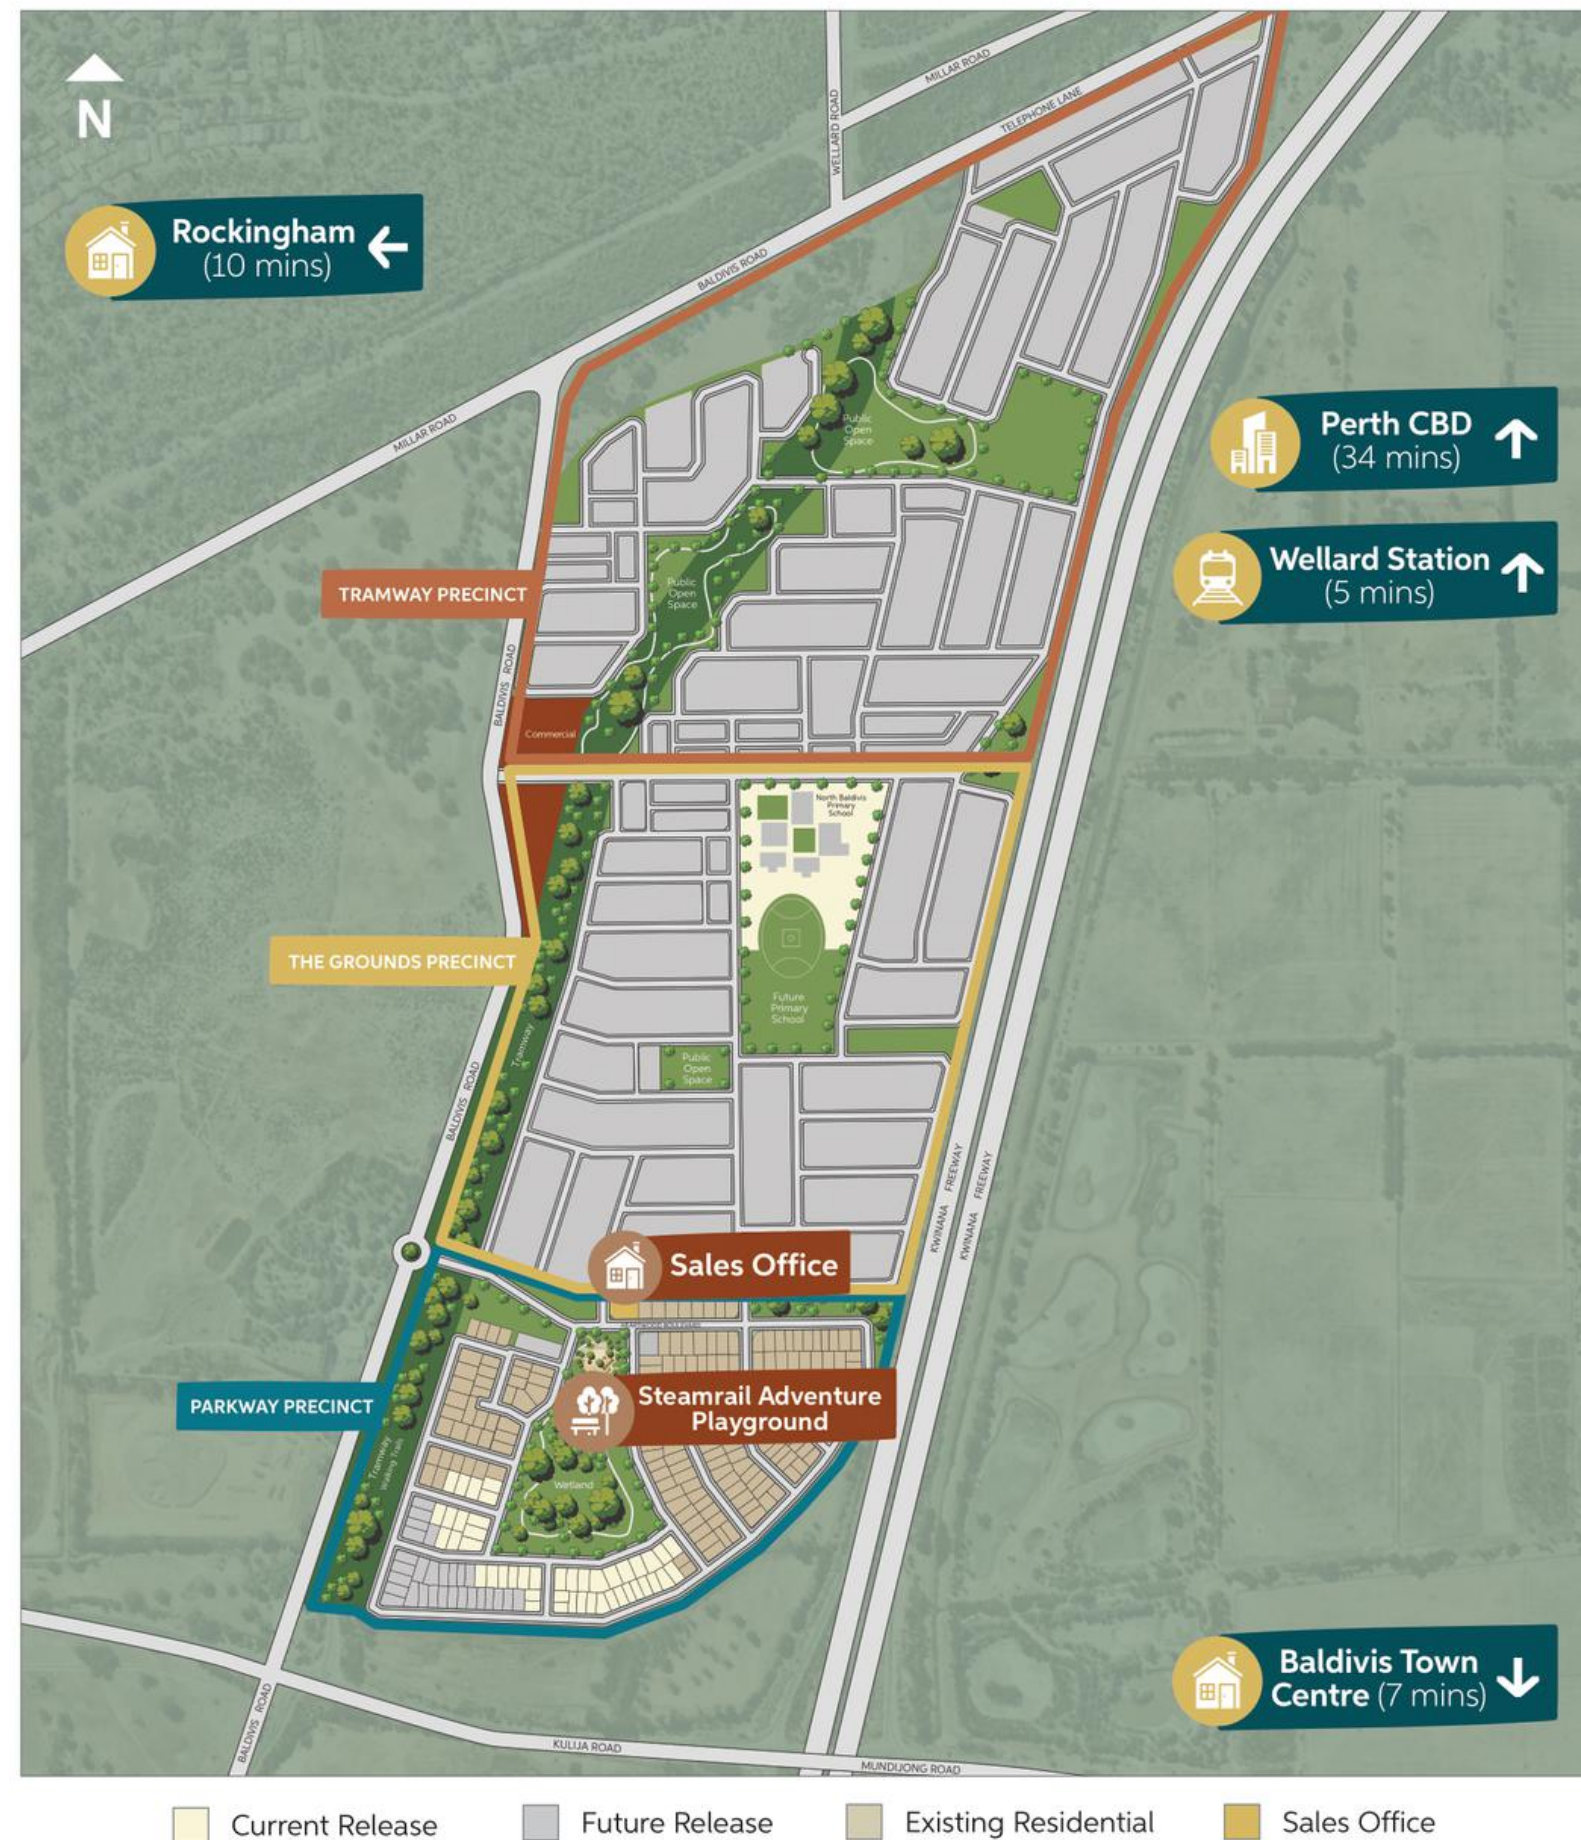 MILLAR ROAD
WELLARD ROAD
TELEPHONE LANE
N
Rockingham
(10 mins)
BALDIVIS ROAD
MILLAR ROAD
Public
Open
Space
Perth CBD
(34 mins)
Wellard Station
(5 mins)
TRAMWAY PRECINCT
Public
Open
Space
BALDIVIS ROAD
Commercial
North Baldivis
Primary
School
THE GROUNDS PRECINCT
Future
Primary
School
Tramway
Public
Open
Space
BALDIVIS ROAD
KWINANA FREEWAY
KWINANA FREEWAY
Sales Office
PARKWAY PRECINCT
Steamrail Adventure
Playground
Tramway
Walking Trails
Wetland
Baldivis Town
Centre (7 mins)
BALDIVIS ROAD
KULIJA ROAD
MUNDIJONG ROAD
Current Release
Future Release
Existing Residential
Sales Office